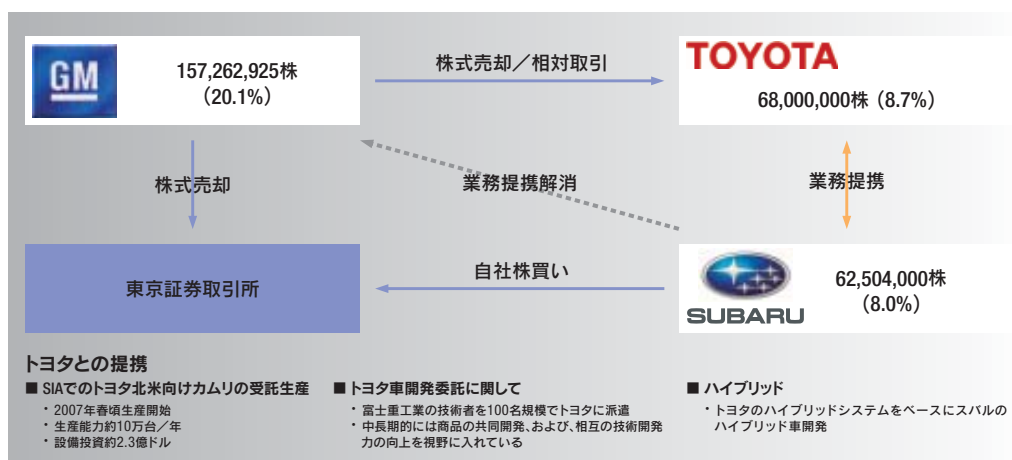 GM
157,262,925株
(20.1%)
株式売却／相対取引
TOYOTA
68,000,000株 (8.7%)
株式売却
業務提携解消
業務提携
東京証券取引所
自社株買い
SUBARU
62,504,000株
(8.0%)
トヨタとの提携
■ SIAでのトヨタ北米向けカムリの受託生産
・ 2007年春頃生産開始
・ 生産能力約10万台／年
・ 設備投資約2.3億ドル
■ トヨタ車開発委託に関して
・ 富士重工業の技術者を100名規模でトヨタに派遣
・ 中長期的には商品の共同開発、および、相互の技術開発
力の向上を視野に入れている
■ ハイブリッド
・ トヨタのハイブリッドシステムをベースにスバルの
ハイブリッド車開発